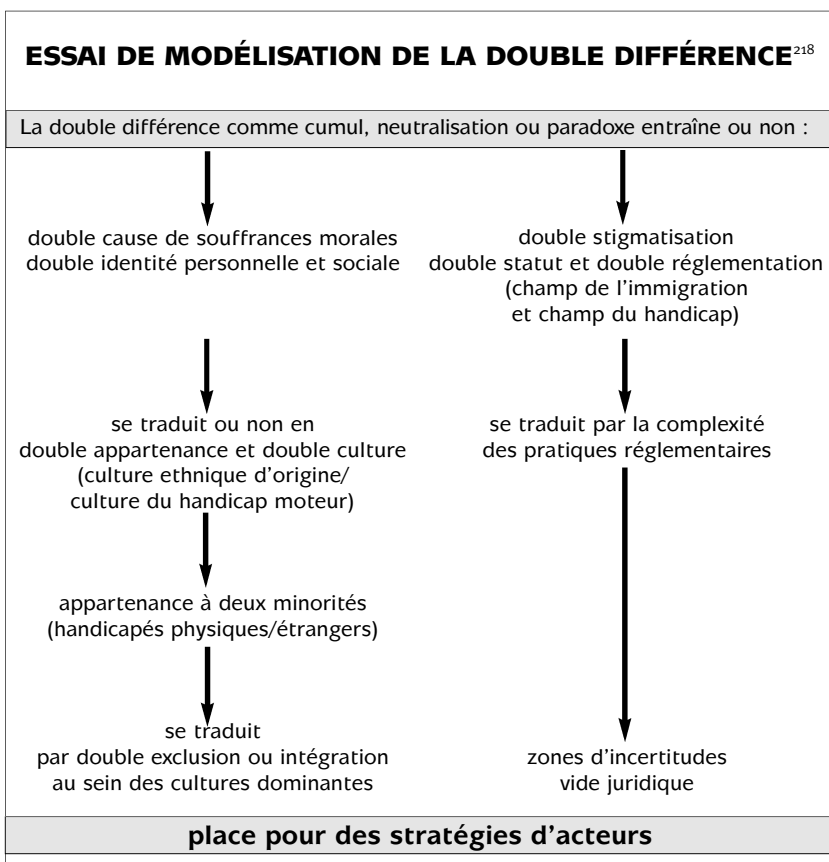 ESSAI DE MODÉLISATION DE LA DOUBLE DIFFÉRENCE218
La double différence comme cumul, neutralisation ou paradoxe entraîne ou non :
double cause de souffrances morales
double identité personnelle et sociale
double stigmatisation
double statut et double réglementation
(champ de l'immigration
et champ du handicap)
se traduit ou non en
double appartenance et double culture
(culture ethnique d'origine/
culture du handicap moteur)
se traduit par la complexité
des pratiques réglementaires
appartenance à deux minorités
(handicapés physiques/étrangers)
se traduit
par double exclusion ou intégration
au sein des cultures dominantes
zones d'incertitudes
vide juridique
place pour des stratégies d'acteurs